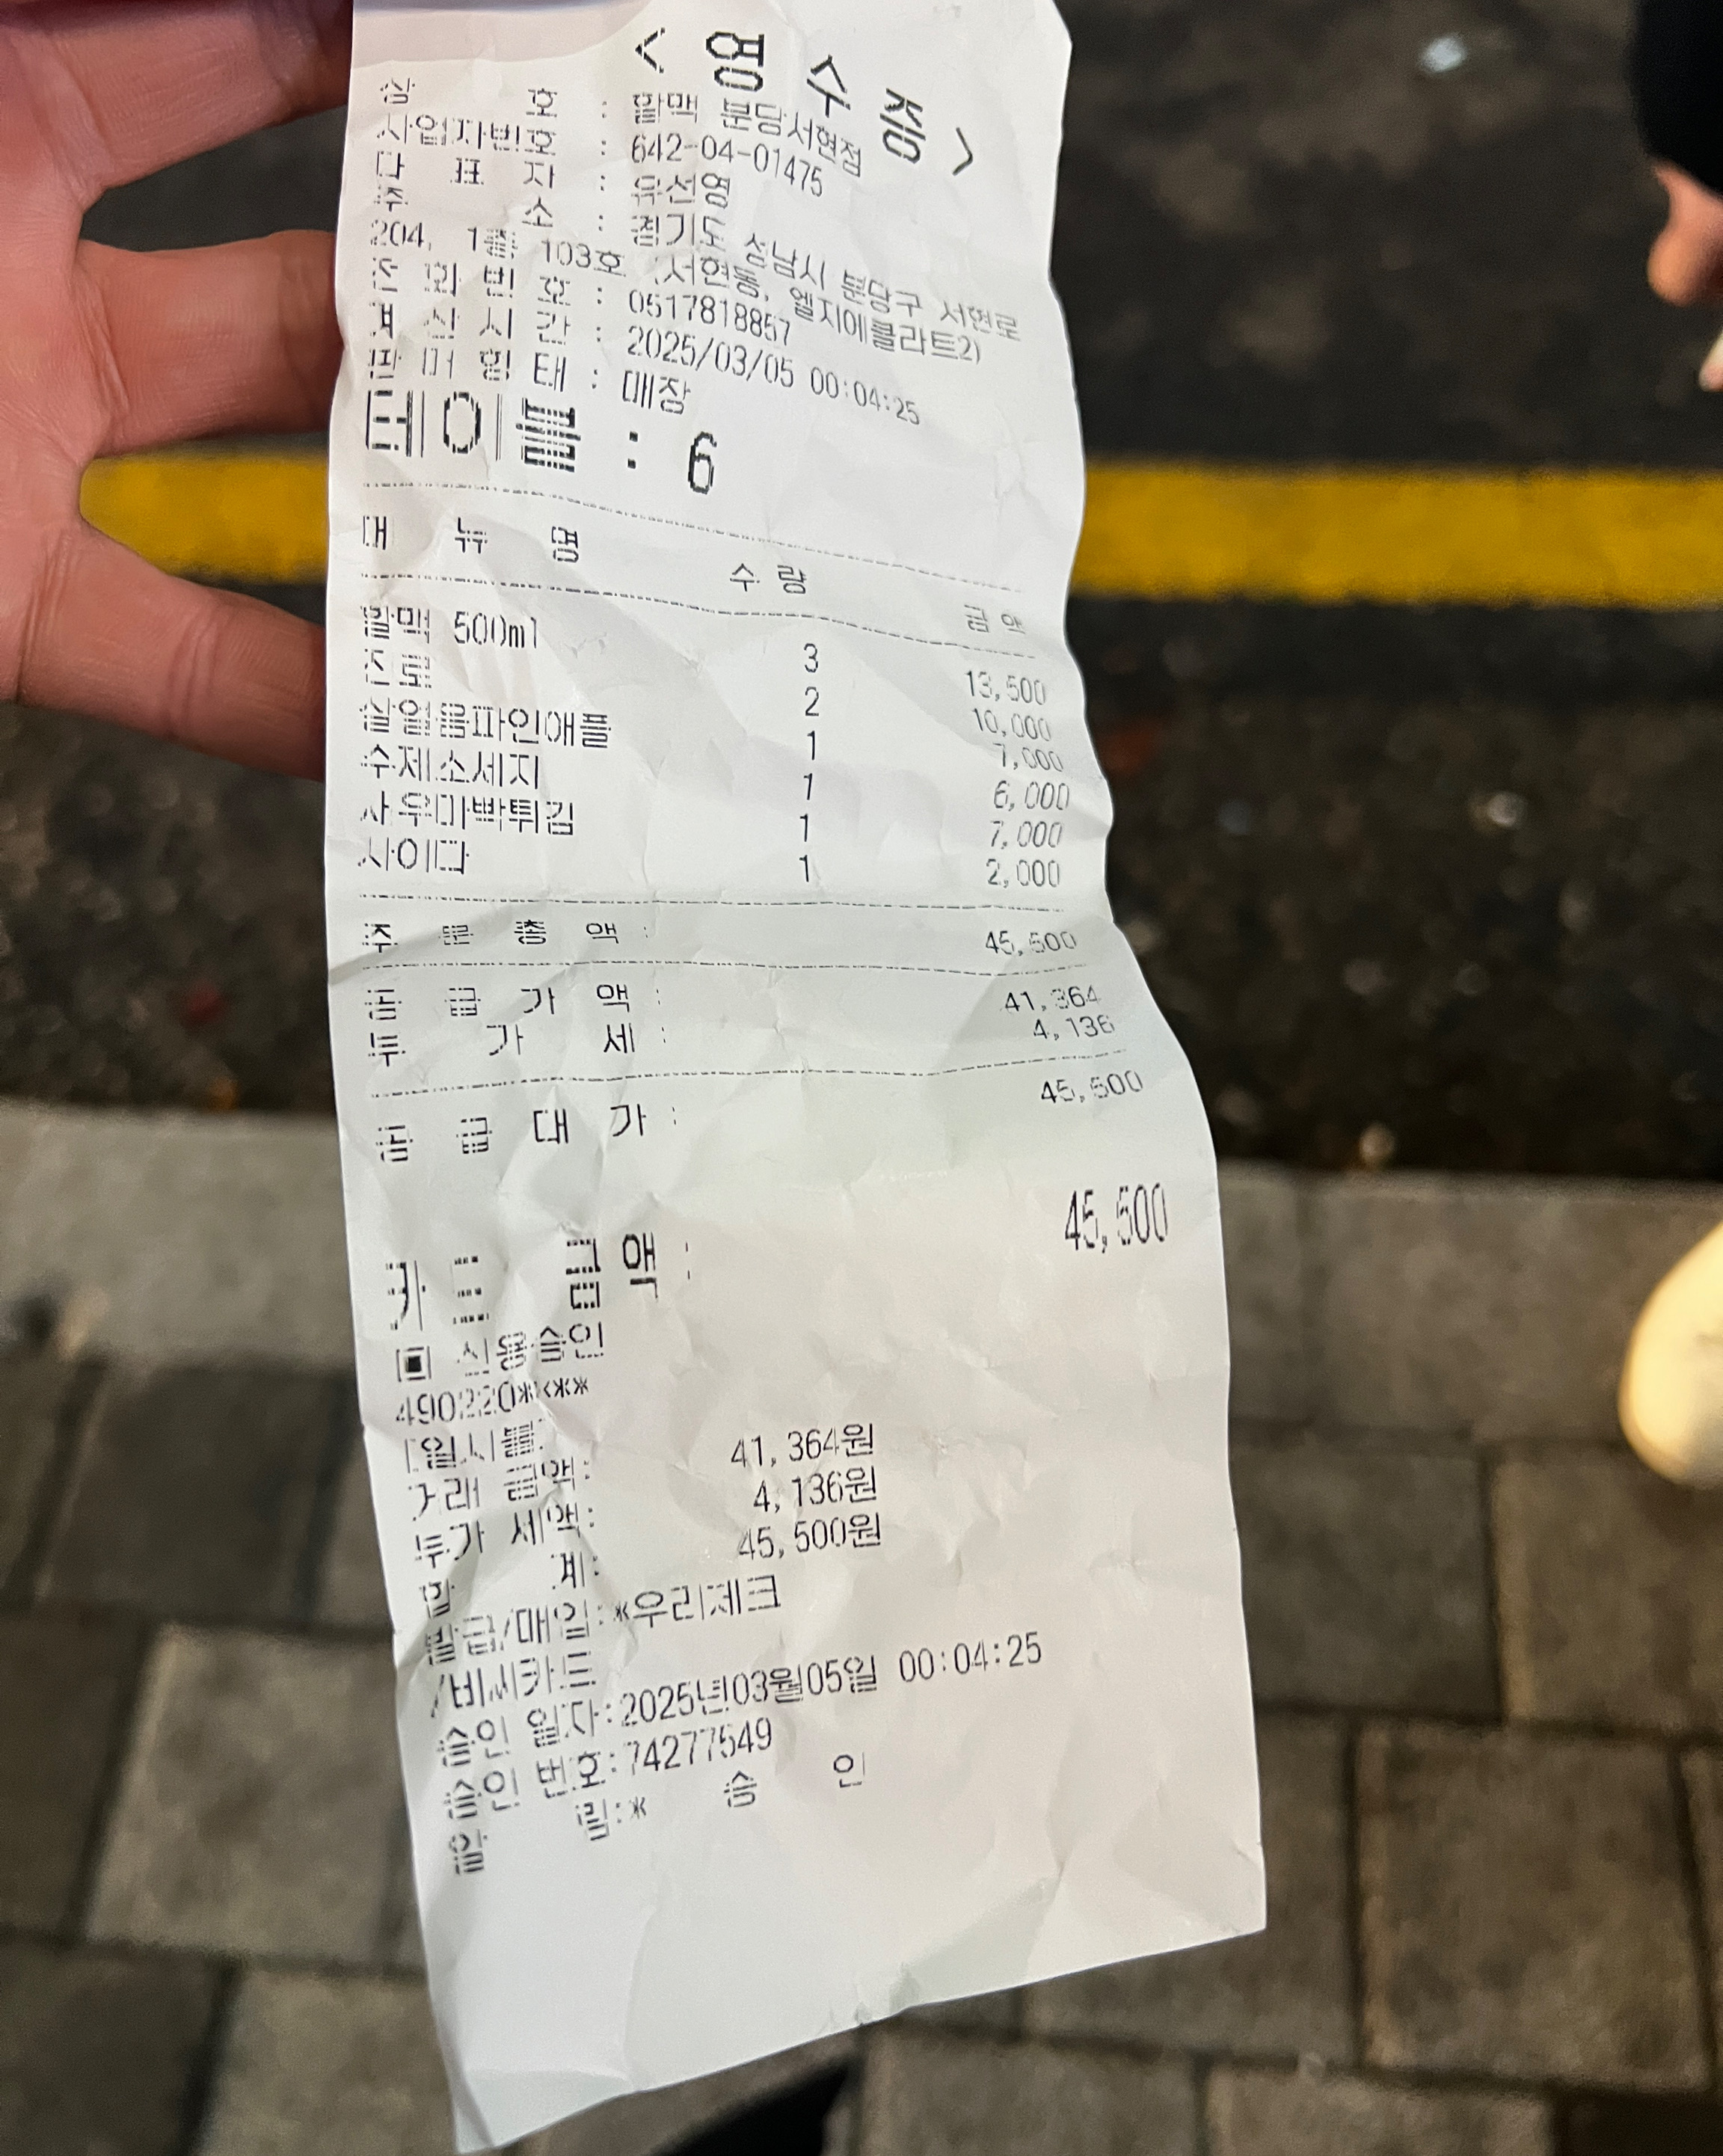 < 영 수 증 >
상 호 : 할맥 분당서현점
사업자번호 : 642-04-01475
대 표 자 : 유선영
주 소 : 경기도 성남시 분당구 서현로
204, 1층 103호 (서현동, 엘지에클라트2)
전 화 번 호 : 0517818857
계 산 시 간 : 2025/03/05 00:04:25
판 매 형 태 : 매장
테이블 : 6
메 뉴 명 수 량 금 액
할맥 500ml 3 13,500
진로 2 10,000
살얼음파인애플 1 7,000
수제소세지 1 6,000
새우미빡튀김 1 7,000
사이다 1 2,000
주 문 총 액 : 45,500
공 급 가 액 : 41,364
부 가 세 : 4,136
공 급 대 가 : 45,500
카 드 금 액 : 45,500
▣ 신용승인
490220****
[일시불]
거래 금액: 41,364원
부가 세액: 4,136원
합 계: 45,500원
발급/매입:*우리체크
/비씨카드
승인 일자:2025년03월05일 00:04:25
승인 번호:74277549
알 림:* 승 인